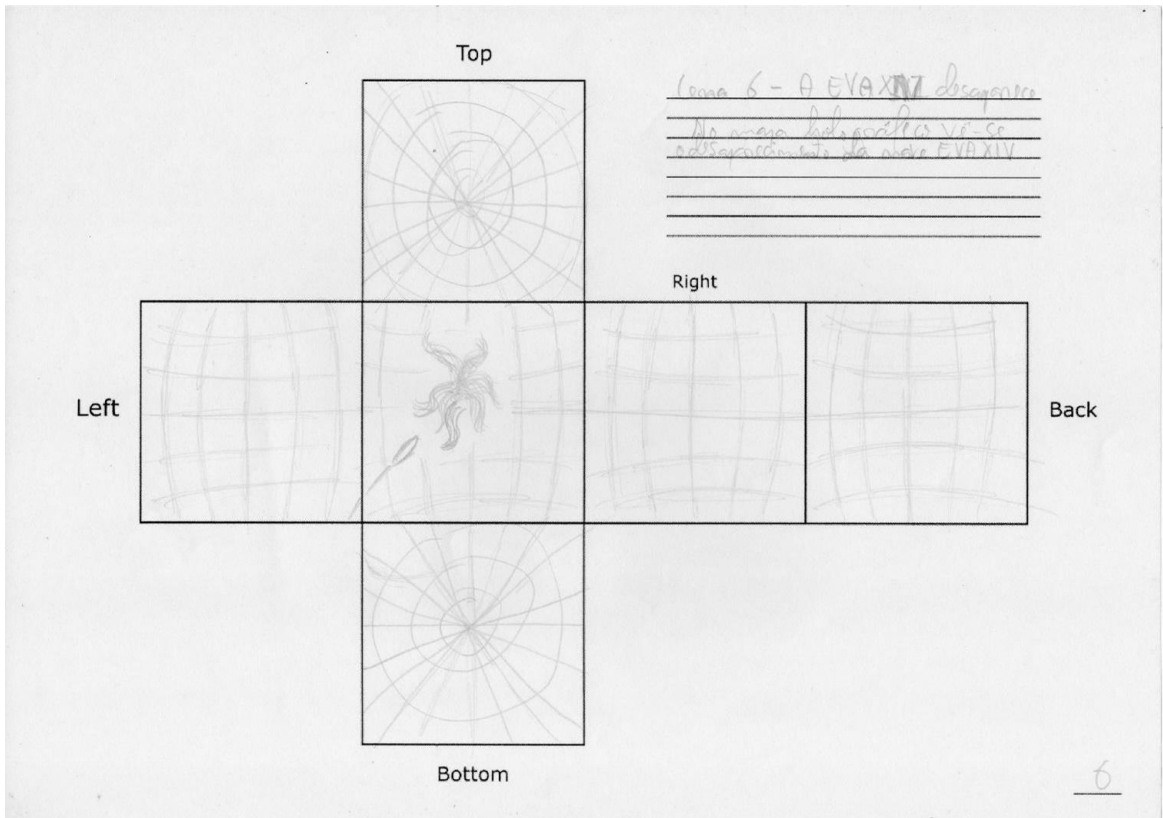 Top
Cena 6 - A EVA XIV desaparece
No mapa holográfico vê-se
o desaparecimento da nave EVA XIV
Right
Left
Back
Bottom
6